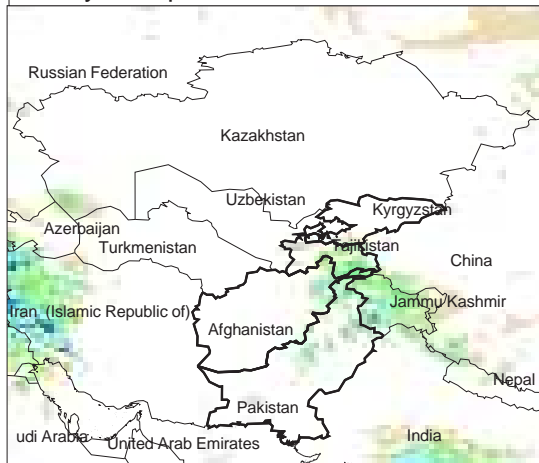 Russian Federation
Kazakhstan
Uzbekistan
Kyrgyzstan
Azerbaijan
Turkmenistan
Tajikistan
China
Iran (Islamic Republic of)
Jammu Kashmir
Afghanistan
Nepal
Pakistan
udi Arabia
United Arab Emirates
India